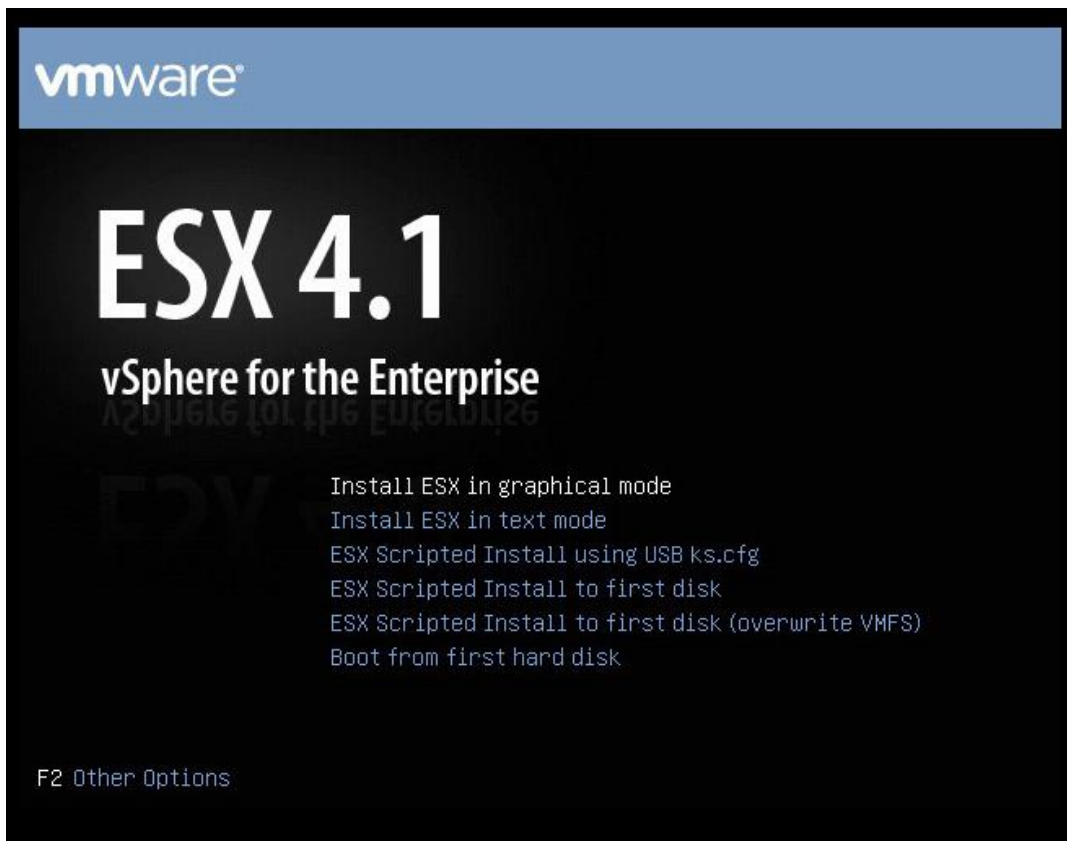 vmware®
ESX 4.1
vSphere for the Enterprise
Install ESX in graphical mode
Install ESX in text mode
ESX Scripted Install using USB ks.cfg
ESX Scripted Install to first disk
ESX Scripted Install to first disk (overwrite VMFS)
Boot from first hard disk
F2 Other Options